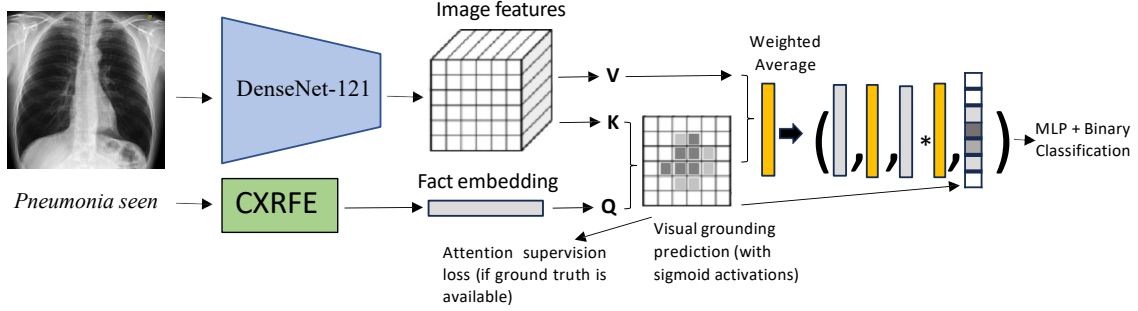 Image features
DenseNet-121
V
K
Weighted
Average
( , , * , )
MLP + Binary
Classification
Pneumonia seen
CXRFE
Fact embedding
Q
Attention supervision
loss (if ground truth is
available)
Visual grounding
prediction (with
sigmoid activations)